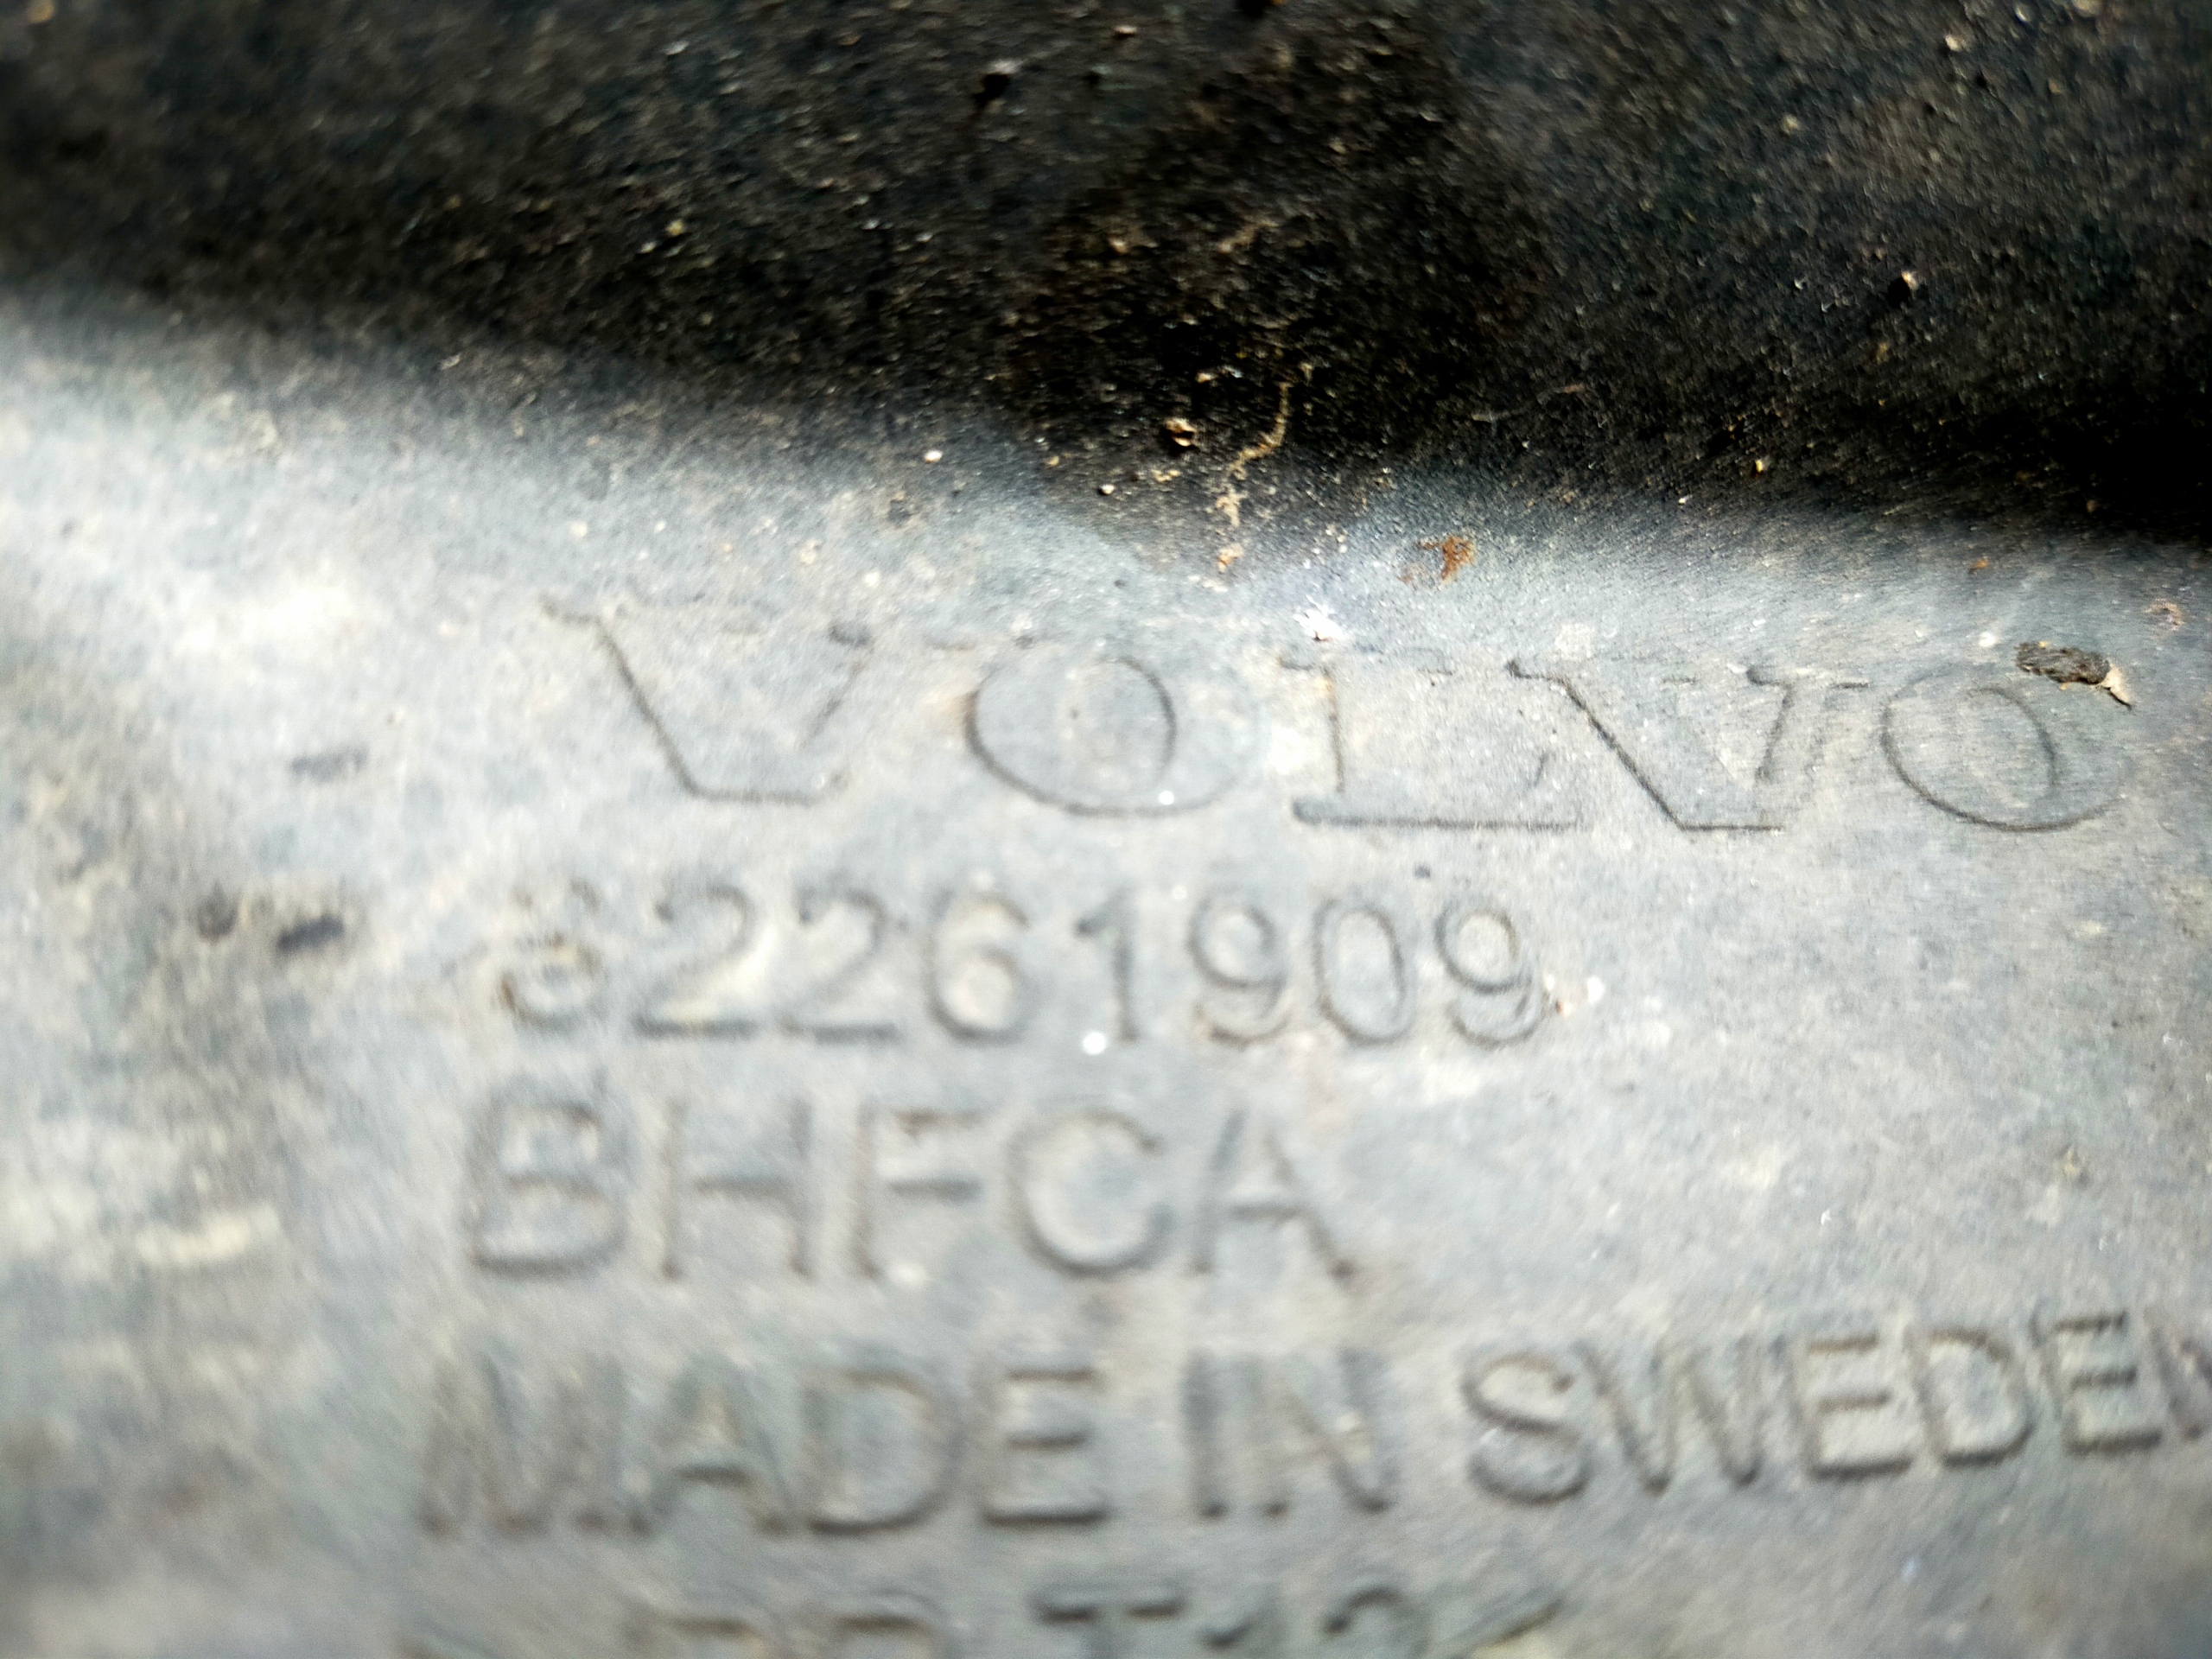 VOLVO
82261909
BHFCA
MADE IN SWEDEN